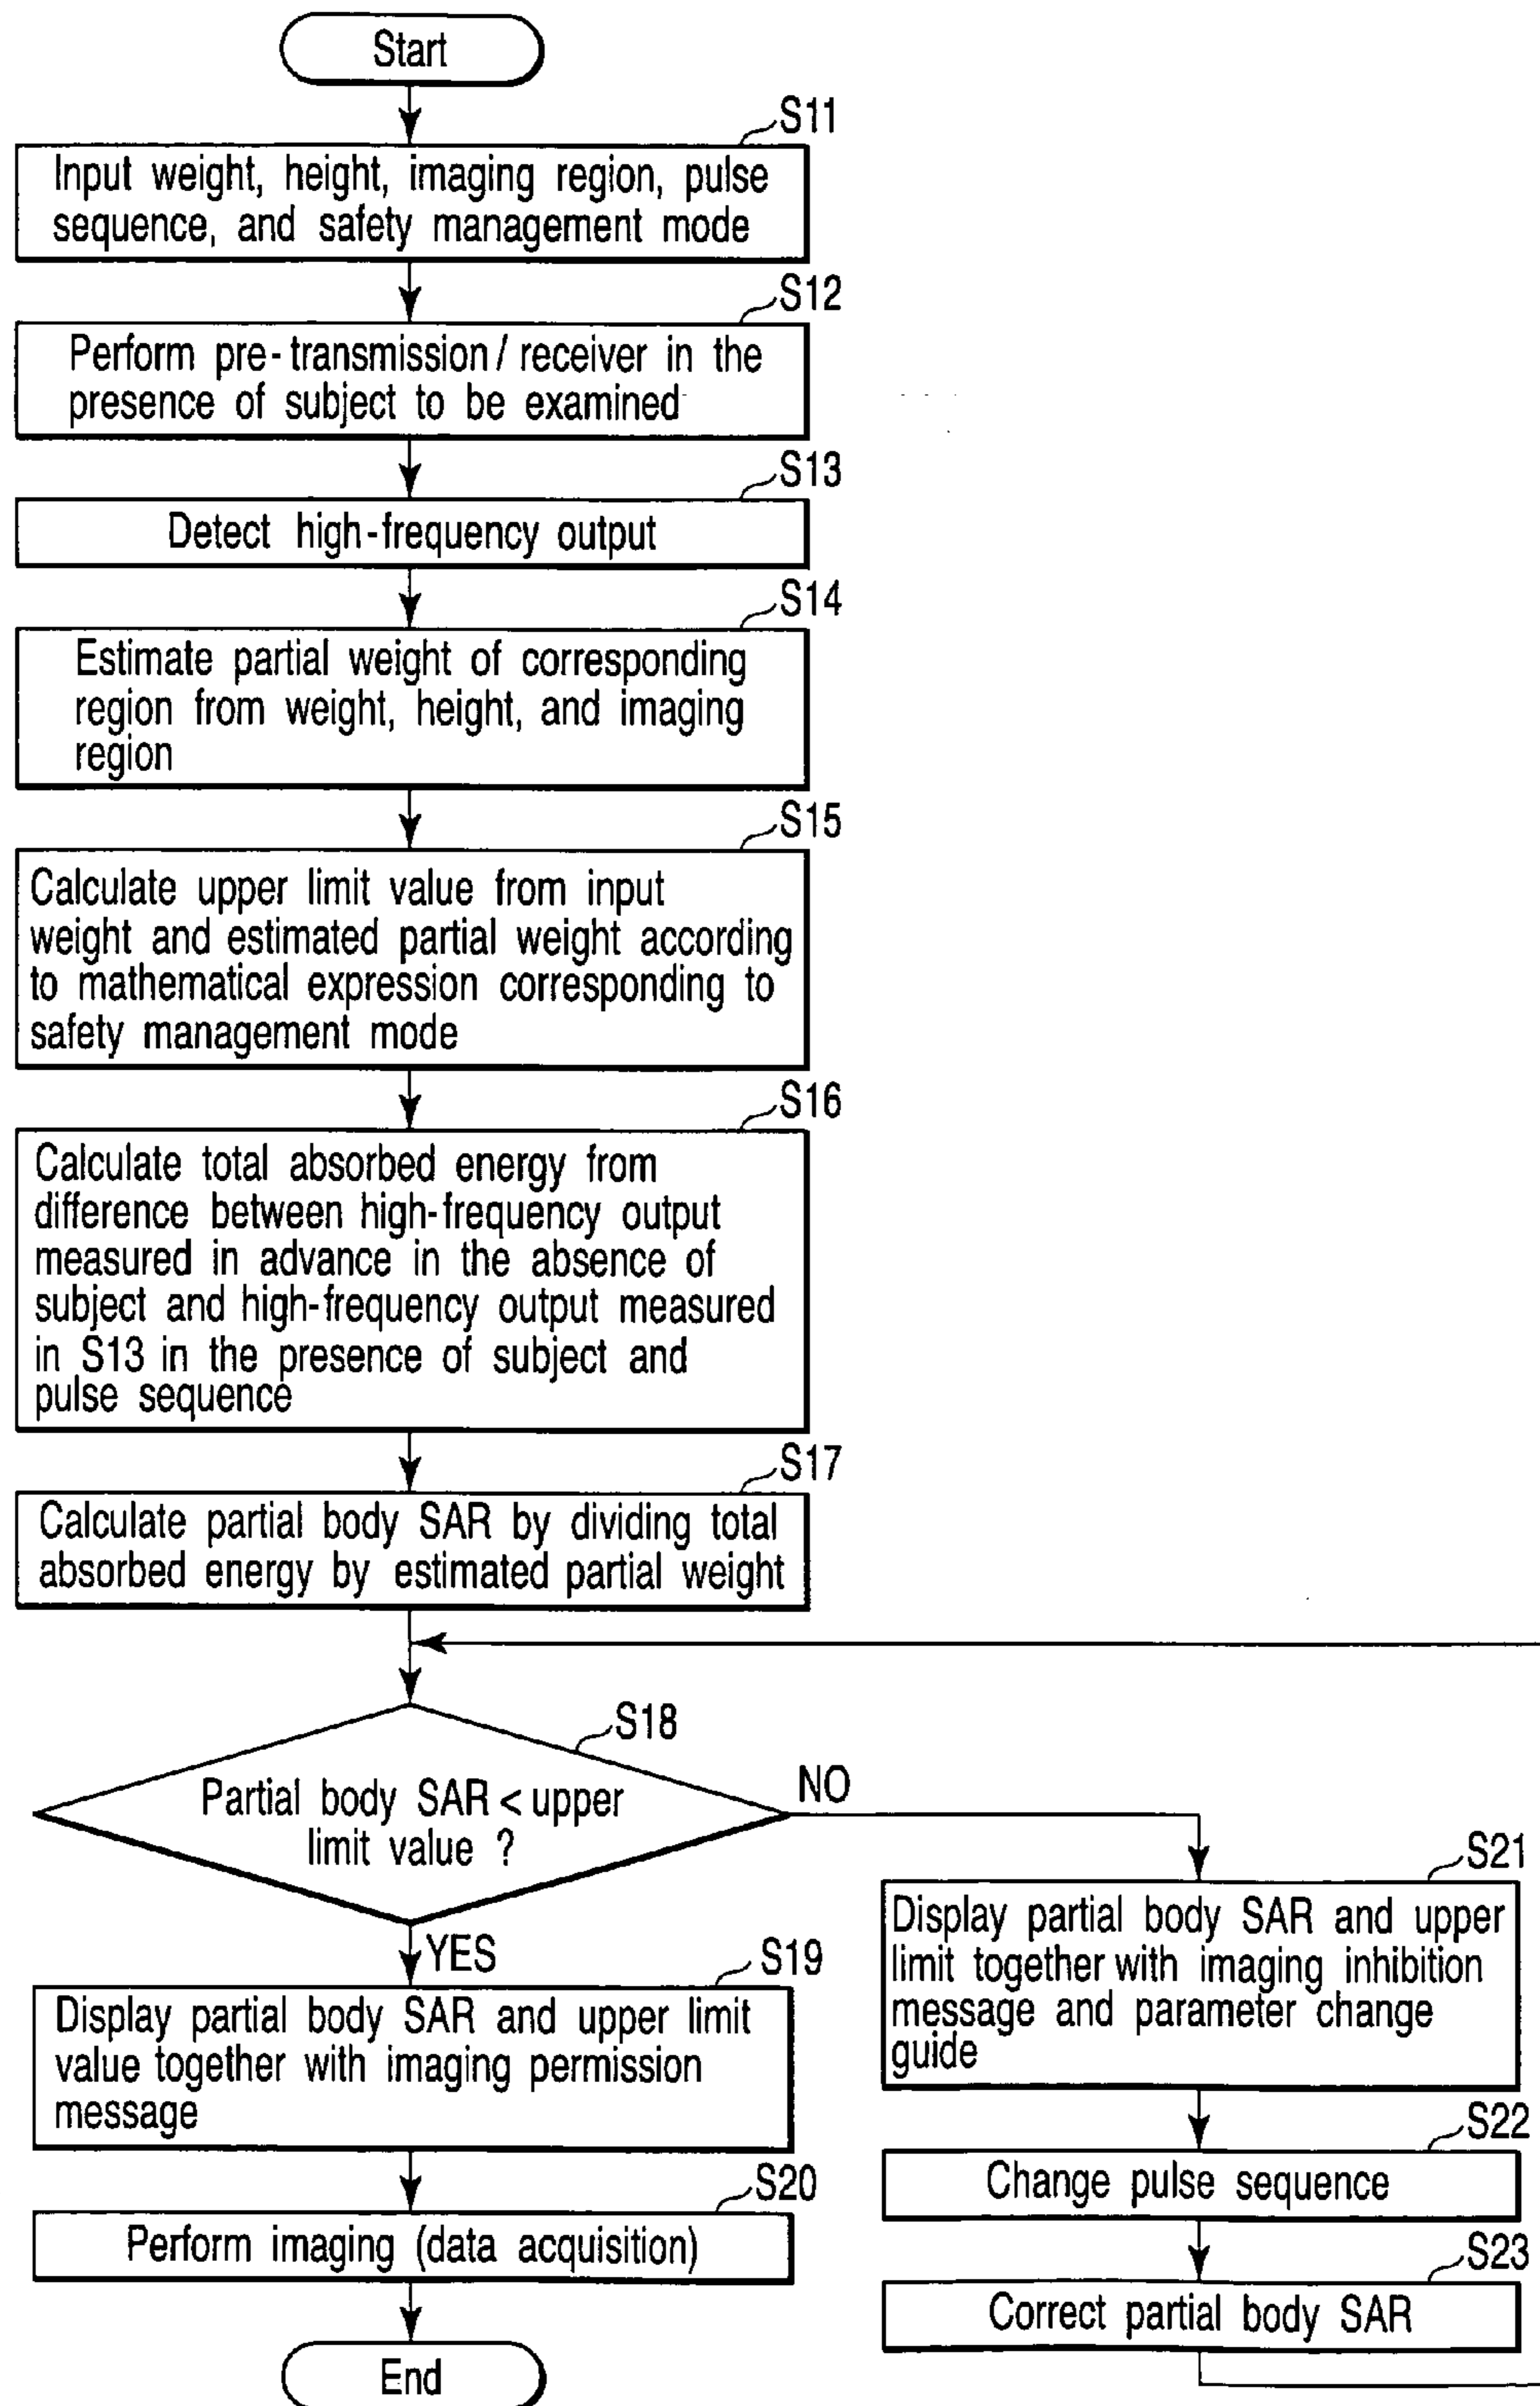 Start
S11
Input weight, height, imaging region, pulse
sequence, and safety management mode
S12
Perform pre-transmission/receiver in the
presence of subject to be examined
S13
Detect high-frequency output
S14
Estimate partial weight of corresponding
region from weight, height, and imaging
region
S15
Calculate upper limit value from input
weight and estimated partial weight according
to mathematical expression corresponding to
safety management mode
S16
Calculate total absorbed energy from
difference between high-frequency output
measured in advance in the absence of
subject and high-frequency output measured
in S13 in the presence of subject and
pulse sequence
S17
Calculate partial body SAR by dividing total
absorbed energy by estimated partial weight
S18
Partial body SAR < upper
limit value ?
NO
YES
S19
Display partial body SAR and upper limit
value together with imaging permission
message
S20
Perform imaging (data acquisition)
End
S21
Display partial body SAR and upper
limit together with imaging inhibition
message and parameter change
guide
S22
Change pulse sequence
S23
Correct partial body SAR